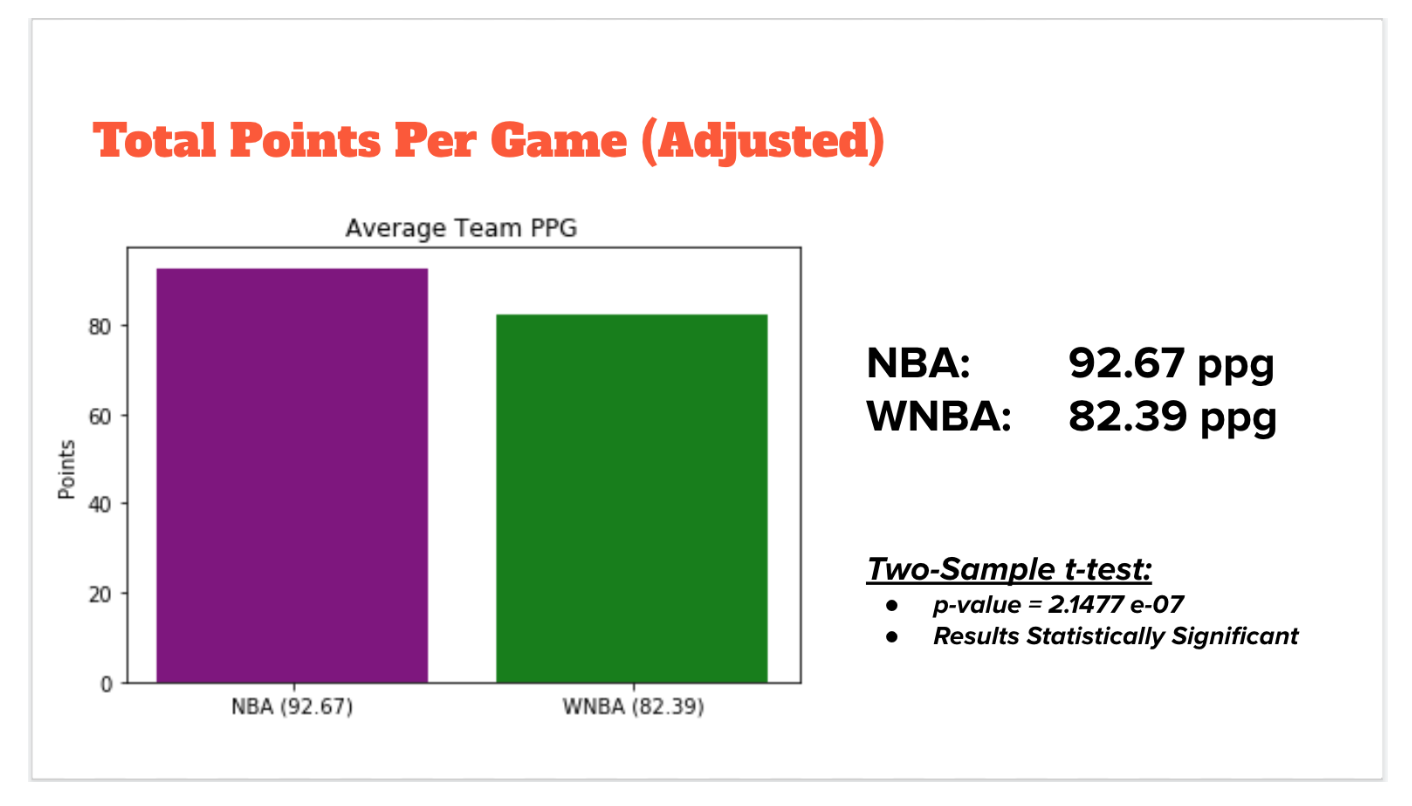 Total Points Per Game (Adjusted)
Average Team PPG
Points
80
60
40
20
0
NBA (92.67)
WNBA (82.39)
NBA: 92.67 ppg
WNBA: 82.39 ppg
Two-Sample t-test:
● p-value = 2.1477 e-07
● Results Statistically Significant